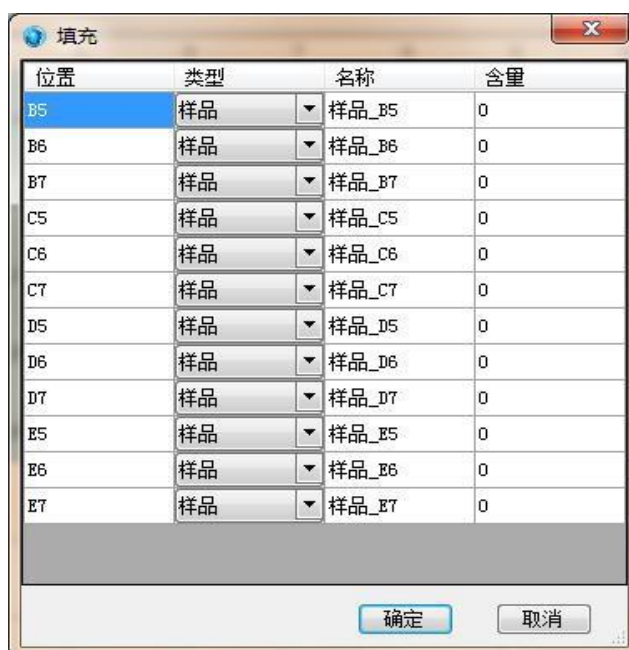 填充
位置 类型 名称 含量
B5 样品 样品_B5 0
B6 样品 样品_B6 0
B7 样品 样品_B7 0
C5 样品 样品_C5 0
C6 样品 样品_C6 0
C7 样品 样品_C7 0
D5 样品 样品_D5 0
D6 样品 样品_D6 0
D7 样品 样品_D7 0
E5 样品 样品_E5 0
E6 样品 样品_E6 0
E7 样品 样品_E7 0
确定 取消